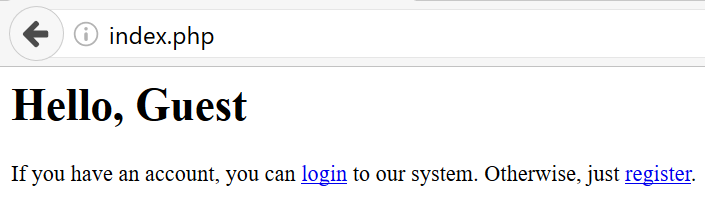 index.php
Hello, Guest
If you have an account, you can login to our system. Otherwise, just register.